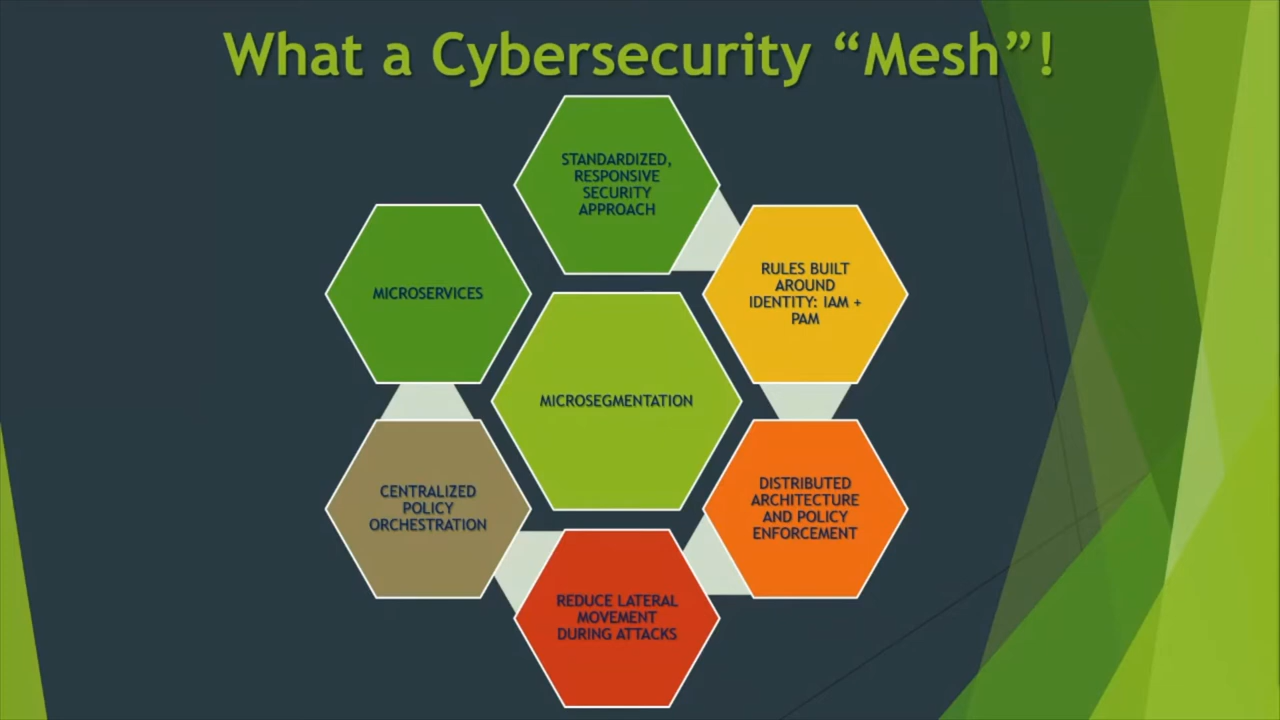 What a Cybersecurity “Mesh”!
STANDARDIZED,
RESPONSIVE
SECURITY
APPROACH
RULES BUILT
AROUND
IDENTITY: IAM +
PAM
DISTRIBUTED
ARCHITECTURE
AND POLICY
ENFORCEMENT
REDUCE LATERAL
MOVEMENT
DURING ATTACKS
CENTRALIZED
POLICY
ORCHESTRATION
MICROSERVICES
MICROSEGMENTATION